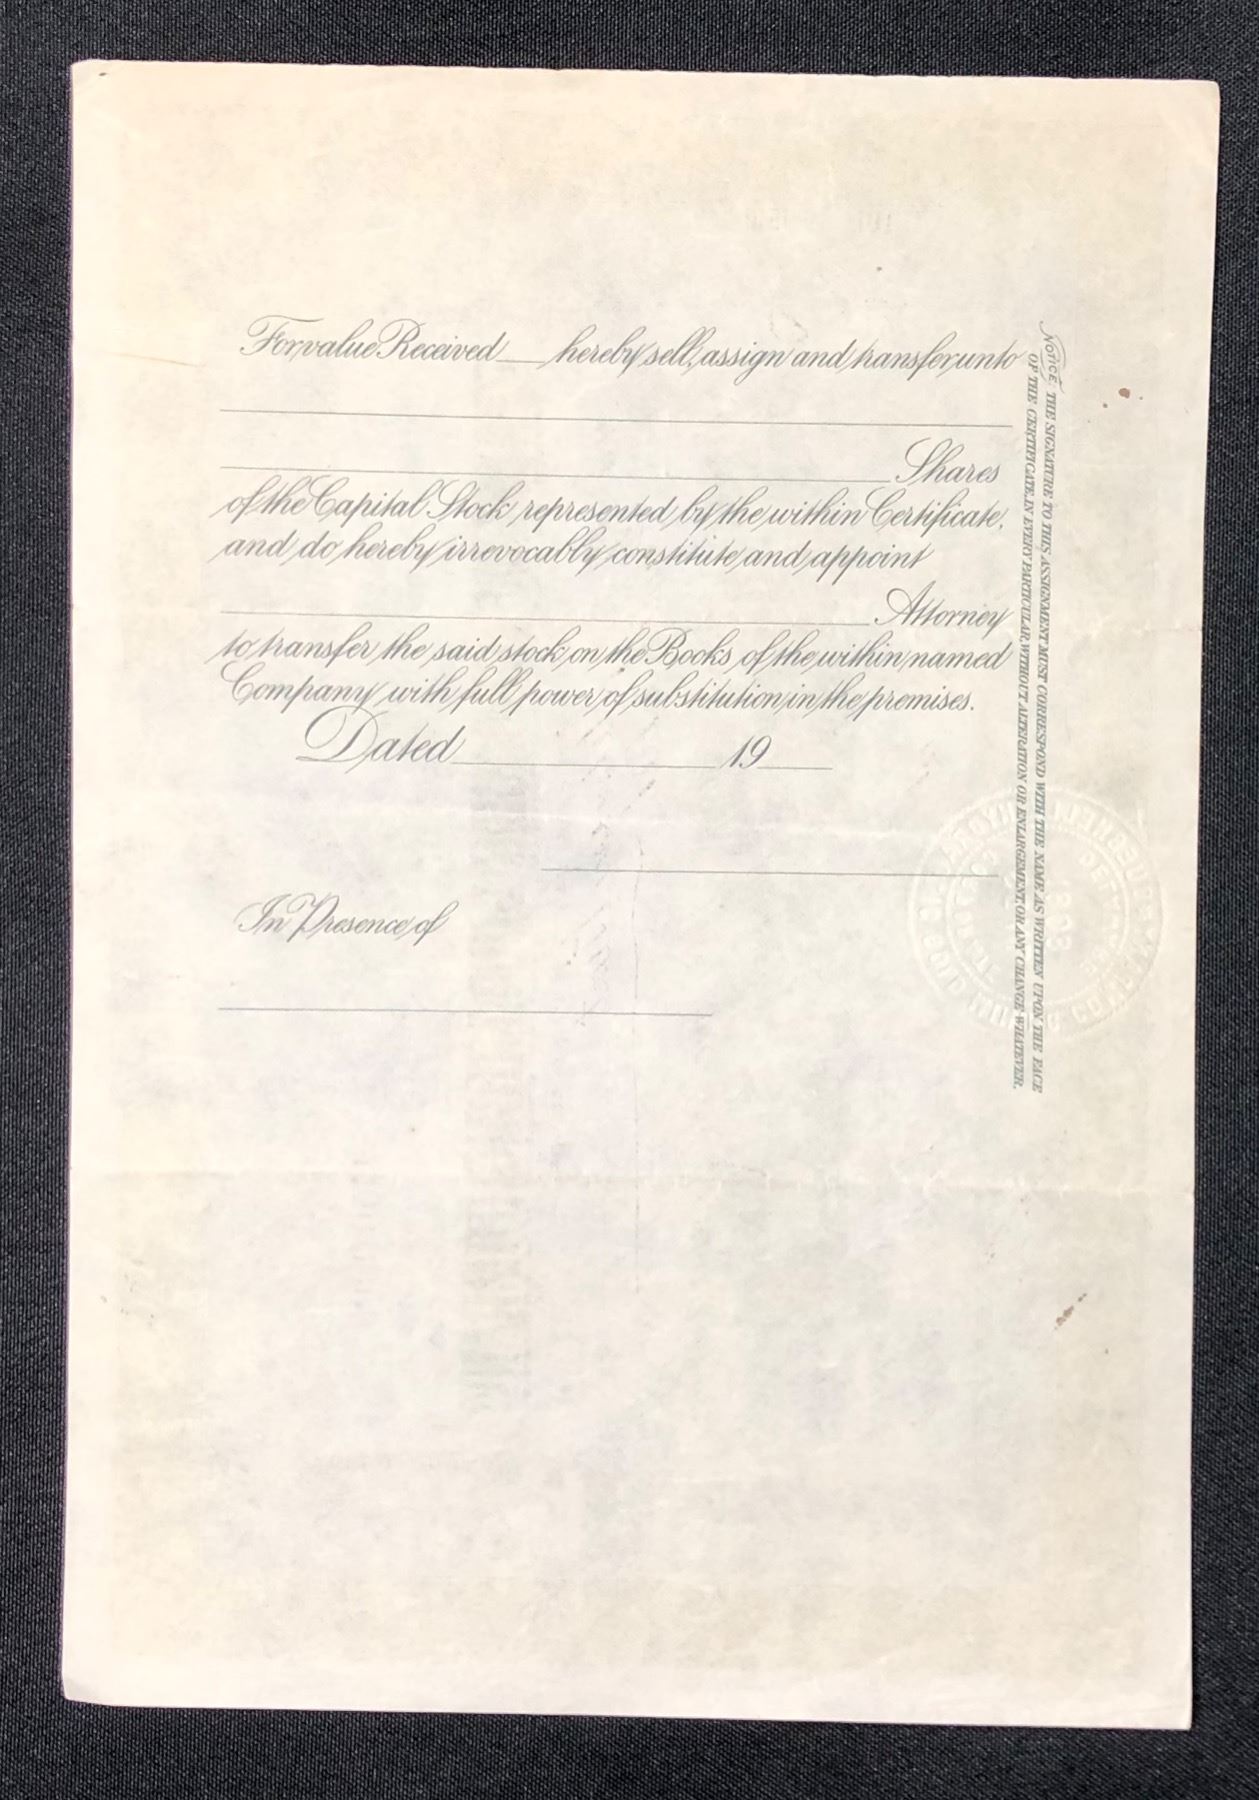 For value Received ___ hereby sell, assign and transfer unto
Shares
of the Capital Stock represented by the within Certificate,
and do hereby irrevocably constitute and appoint
Attorney
to transfer the said stock on the Books of the within named
Company with full power of substitution in the premises.
Dated 19
In Presence of
NOTICE. THE SIGNATURE TO THIS ASSIGNMENT MUST CORRESPOND WITH THE NAME AS WRITTEN UPON THE FACE
OF THE CERTIFICATE, IN EVERY PARTICULAR, WITHOUT ALTERATION OR ENLARGEMENT OR ANY CHANGE WHATEVER.